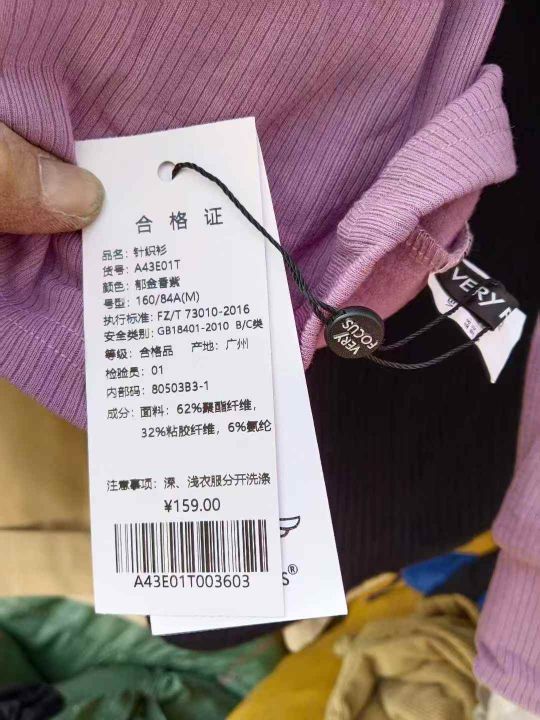 合格证
品名：针织衫
货号：A43E01T
颜色：郁金香紫
号型：160/84A(M)
执行标准：FZ/T 73010-2016
安全类别：GB18401-2010 B/C类
等级：合格品 产地：广州
检验员：01
内部码：80503B3-1
成分：面料：62%聚酯纤维，
32%粘胶纤维，6%氨纶
注意事项：深、浅衣服分开洗涤
¥159.00
A43E01T003603
S®
VERY
FOCUS
VERY F